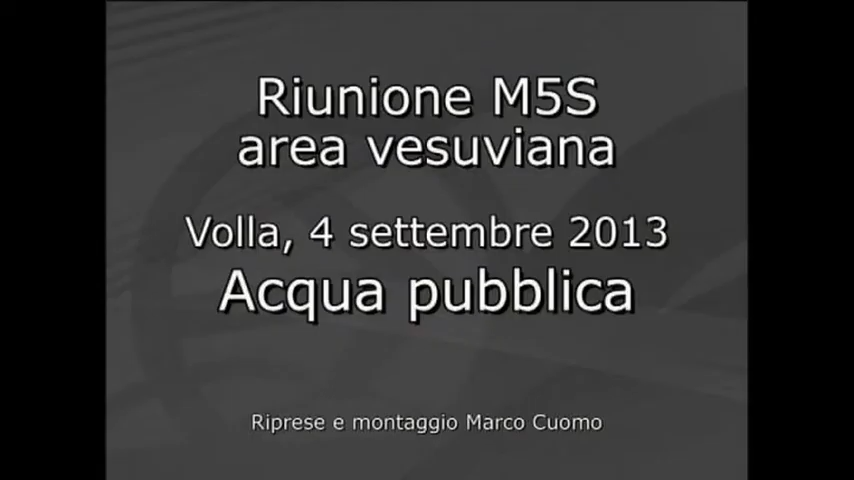 Riunione M5S
area vesuviana
Volla, 4 settembre 2013
Acqua pubblica
Riprese e montaggio Marco Cuomo